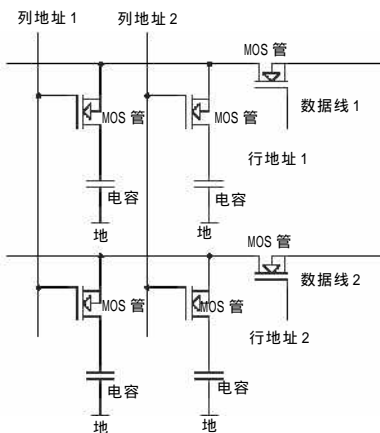 列地址1 列地址2
MOS 管
MOS 管 MOS 管 数据线1
行地址1
电容 电容
地 地
MOS 管
数据线2
MOS 管 MOS 管
行地址2
电容 电容
地 地